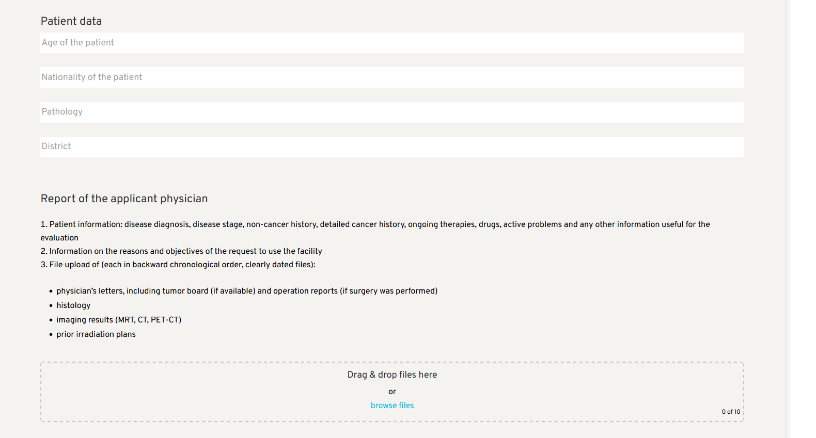 Patient data
Age of the patient
Nationality of the patient
Pathology
District
Report of the applicant physician
1. Patient information: disease diagnosis, disease stage, non-cancer history, detailed cancer history, ongoing therapies, drugs, active problems and any other information useful for the
evaluation
2. Information on the reasons and objectives of the request to use the facility
3. File upload of (each in backward chronological order, clearly dated files):
• physician's letters, including tumor board (if available) and operation reports (if surgery was performed)
• histology
• imaging results (MRT, CT, PET-CT)
• prior irradiation plans
Drag & drop files here
or
browse files
0 of 10